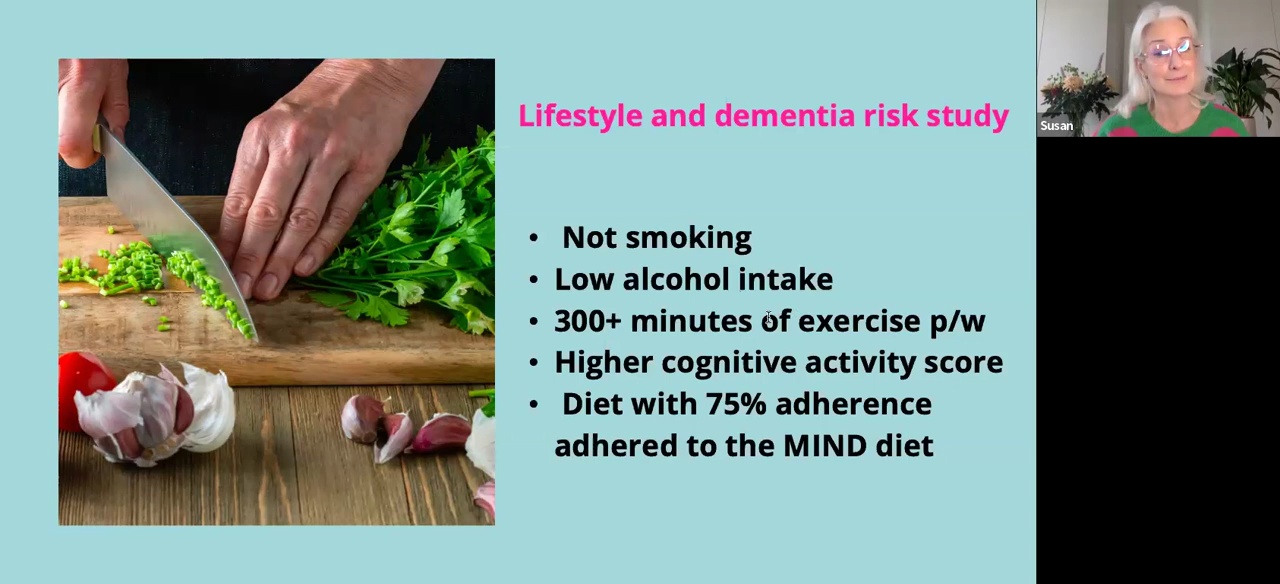 Lifestyle and dementia risk study
• Not smoking
• Low alcohol intake
• 300+ minutes of exercise p/w
• Higher cognitive activity score
• Diet with 75% adherence
adhered to the MIND diet
Susan